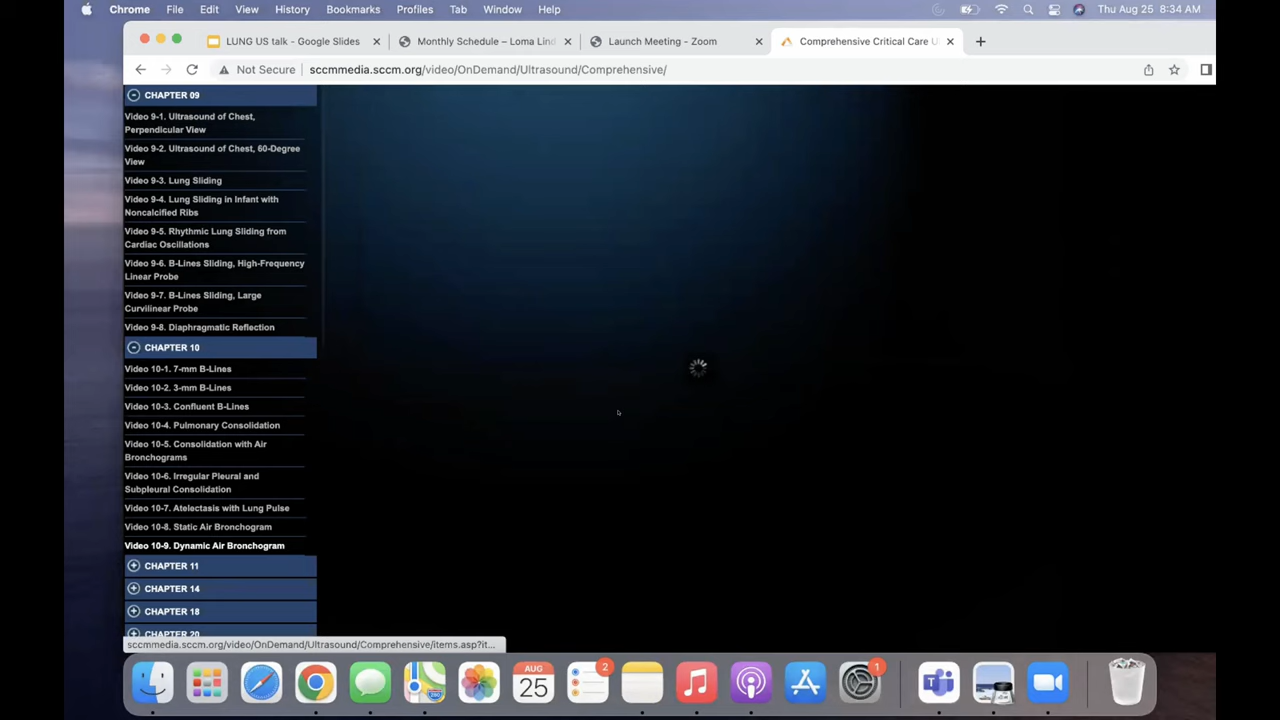 Chrome File Edit View History Bookmarks Profiles Tab Window Help Thu Aug 25 8:34 AM
LUNG US talk - Google Slides Monthly Schedule – Loma Lind Launch Meeting - Zoom Comprehensive Critical Care U
Not Secure sccmmedia.sccm.org/video/OnDemand/Ultrasound/Comprehensive/
CHAPTER 09
Video 9-1. Ultrasound of Chest,
Perpendicular View
Video 9-2. Ultrasound of Chest, 60-Degree
View
Video 9-3. Lung Sliding
Video 9-4. Lung Sliding in Infant with
Noncalcified Ribs
Video 9-5. Rhythmic Lung Sliding from
Cardiac Oscillations
Video 9-6. B-Lines Sliding, High-Frequency
Linear Probe
Video 9-7. B-Lines Sliding, Large
Curvilinear Probe
Video 9-8. Diaphragmatic Reflection
CHAPTER 10
Video 10-1. 7-mm B-Lines
Video 10-2. 3-mm B-Lines
Video 10-3. Confluent B-Lines
Video 10-4. Pulmonary Consolidation
Video 10-5. Consolidation with Air
Bronchograms
Video 10-6. Irregular Pleural and
Subpleural Consolidation
Video 10-7. Atelectasis with Lung Pulse
Video 10-8. Static Air Bronchogram
Video 10-9. Dynamic Air Bronchogram
CHAPTER 11
CHAPTER 14
CHAPTER 18
CHAPTER 20
sccmmedia.sccm.org/video/OnDemand/Ultrasound/Comprehensive/items.asp?it...
AUG
25
2
1